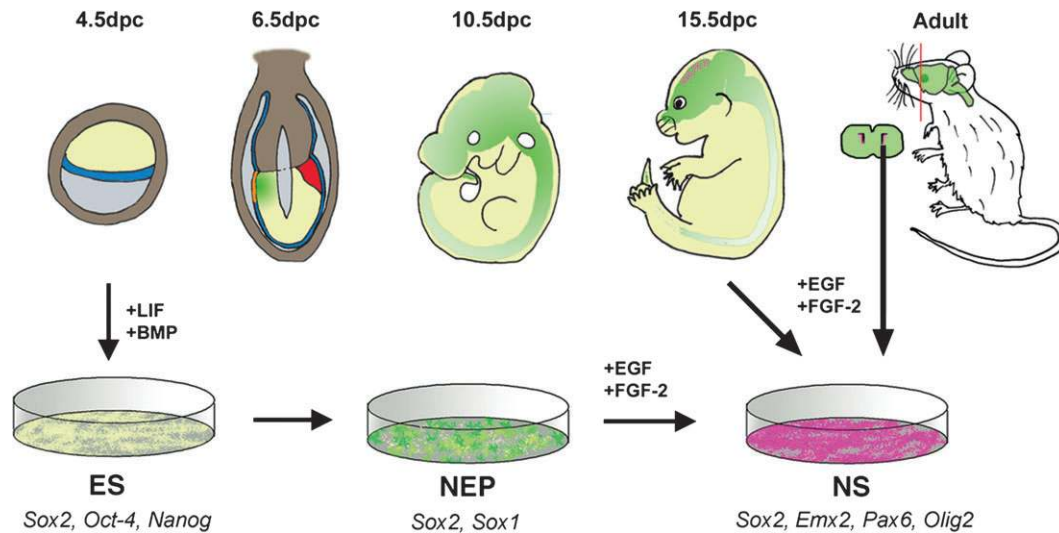 4.5dpc
6.5dpc
10.5dpc
15.5dpc
Adult
+LIF
+BMP
+EGF
+FGF-2
+EGF
+FGF-2
ES
NEP
NS
Sox2, Oct-4, Nanog
Sox2, Sox1
Sox2, Emx2, Pax6, Olig2